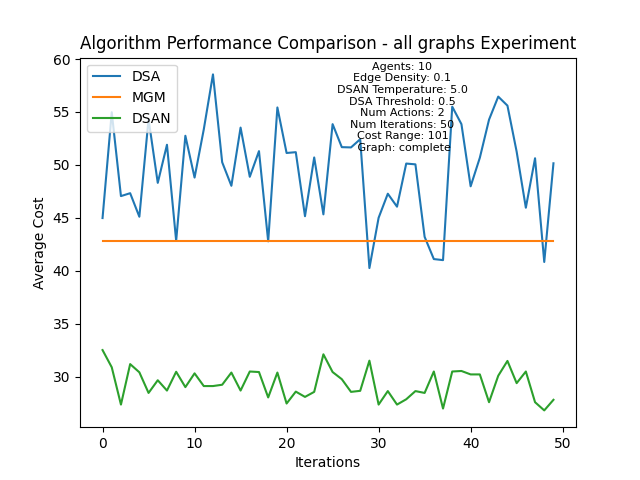 Algorithm Performance Comparison - all graphs Experiment
DSA
MGM
DSAN
Agents: 10
Edge Density: 0.1
DSAN Temperature: 5.0
DSA Threshold: 0.5
Num Actions: 2
Num Iterations: 50
Cost Range: 101
Graph: complete
Average Cost
60
55
50
45
40
35
30
0 10 20 30 40 50
Iterations